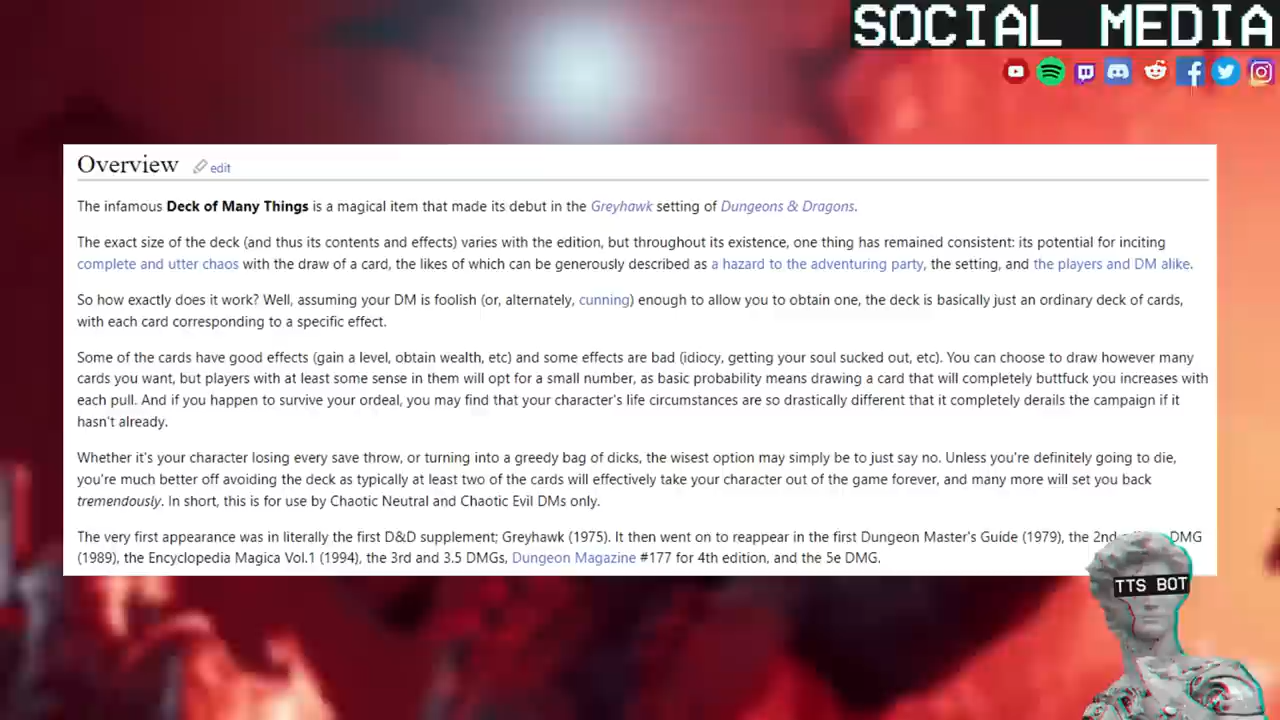 SOCIAL MEDIA
Overview edit
The infamous Deck of Many Things is a magical item that made its debut in the Greyhawk setting of Dungeons & Dragons.
The exact size of the deck (and thus its contents and effects) varies with the edition, but throughout its existence, one thing has remained consistent: its potential for inciting
complete and utter chaos with the draw of a card, the likes of which can be generously described as a hazard to the adventuring party, the setting, and the players and DM alike.
So how exactly does it work? Well, assuming your DM is foolish (or, alternately, cunning) enough to allow you to obtain one, the deck is basically just an ordinary deck of cards,
with each card corresponding to a specific effect.
Some of the cards have good effects (gain a level, obtain wealth, etc) and some effects are bad (idiocy, getting your soul sucked out, etc). You can choose to draw however many
cards you want, but players with at least some sense in them will opt for a small number, as basic probability means drawing a card that will completely buttfuck you increases with
each pull. And if you happen to survive your ordeal, you may find that your character's life circumstances are so drastically different that it completely derails the campaign if it
hasn't already.
Whether it's your character losing every save throw, or turning into a greedy bag of dicks, the wisest option may simply be to just say no. Unless you're definitely going to die,
you're much better off avoiding the deck as typically at least two of the cards will effectively take your character out of the game forever, and many more will set you back
tremendously. In short, this is for use by Chaotic Neutral and Chaotic Evil DMs only.
The very first appearance was in literally the first D&D supplement; Greyhawk (1975). It then went on to reappear in the first Dungeon Master's Guide (1979), the 2nd DMG
(1989), the Encyclopedia Magica Vol.1 (1994), the 3rd and 3.5 DMGs, Dungeon Magazine #177 for 4th edition, and the 5e DMG.
TTS BOT